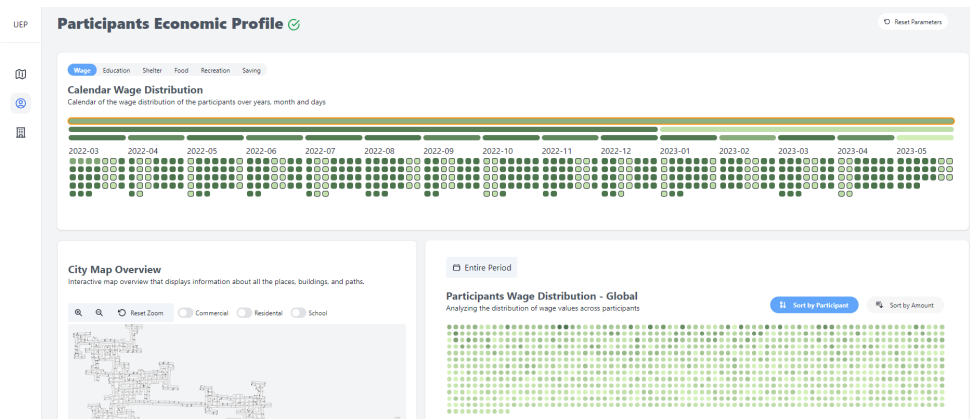 UEP
Participants Economic Profile
Reset Parameters
Wage Education Shelter Food Recreation Saving
Calendar Wage Distribution
Calendar of the wage distribution of the participants over years, month and days
2022-03 2022-04 2022-05 2022-06 2022-07 2022-08 2022-09 2022-10 2022-11 2022-12 2023-01 2023-02 2023-03 2023-04 2023-05
City Map Overview
Interactive map overview that displays information about all the places, buildings, and paths.
Reset Zoom Commercial Residental School
Entire Period
Participants Wage Distribution - Global
Analyzing the distribution of wage values across participants
Sort by Participant Sort by Amount